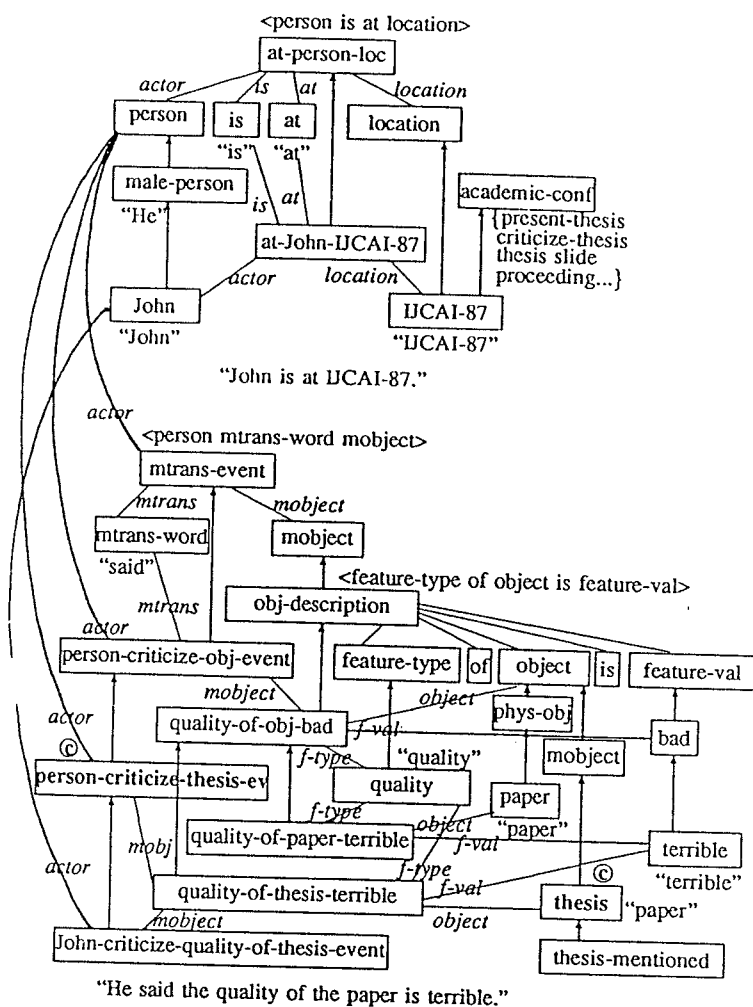 <person is at location>
at-person-loc
actor is at location
person is at location
"is" "at"
male-person
"He"
is at
academic-conf
{present-thesis
criticize-thesis
thesis slide
proceeding...}
at-John-IJCAI-87
actor location
John
"John"
IJCAI-87
"IJCAI-87"
"John is at IJCAI-87."
actor
<person mtrans-word mobject>
mtrans-event
mtrans mobject
mtrans-word
"said"
mobject
<feature-type of object is feature-val>
obj-description
mtrans
actor
person-criticize-obj-event
feature-type of object is feature-val
mobject object
quality-of-obj-bad
phys-obj
f-val
bad
actor
©
f-type "quality"
mobject
person-criticize-thesis-ev
quality
paper
"paper"
f-type
object
quality-of-paper-terrible
f-val
terrible
"terrible"
mobj
actor
f-type
quality-of-thesis-terrible
f-val
©
thesis "paper"
mobject object
John-criticize-quality-of-thesis-event
thesis-mentioned
"He said the quality of the paper is terrible."